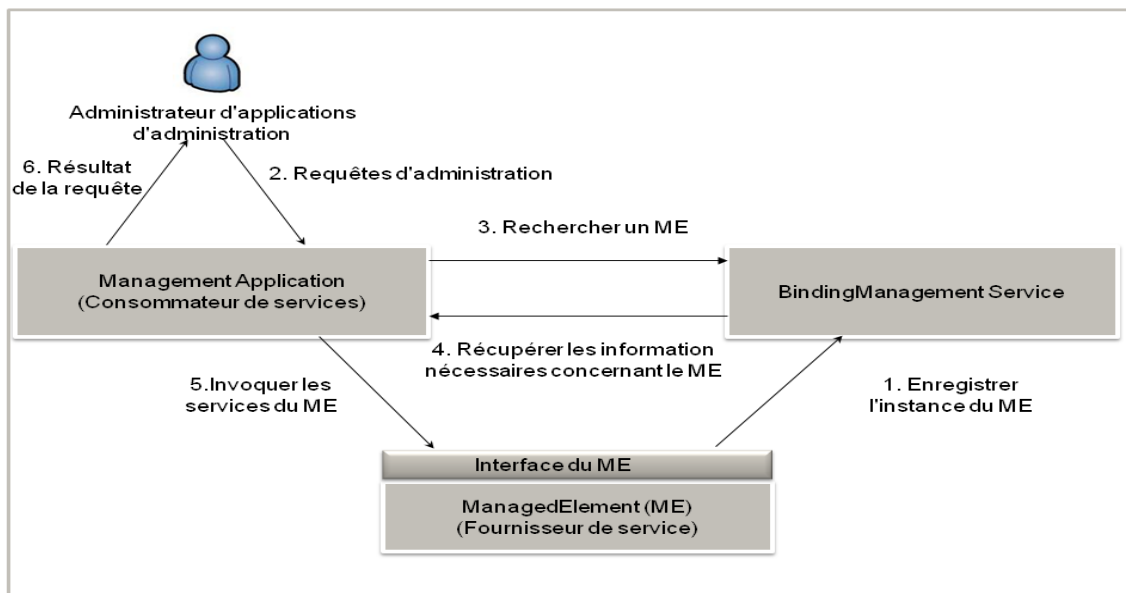 Administrateur d'applications
d'administration
6. Résultat
de la requête
2. Requêtes d'administration
3. Rechercher un ME
Management Application
(Consommateur de services)
BindingManagement Service
4. Récupérer les information
nécessaires concernant le ME
5.Invoquer les
services du ME
1. Enregistrer
l'instance du ME
Interface du ME
ManagedElement (ME)
(Fournisseur de service)